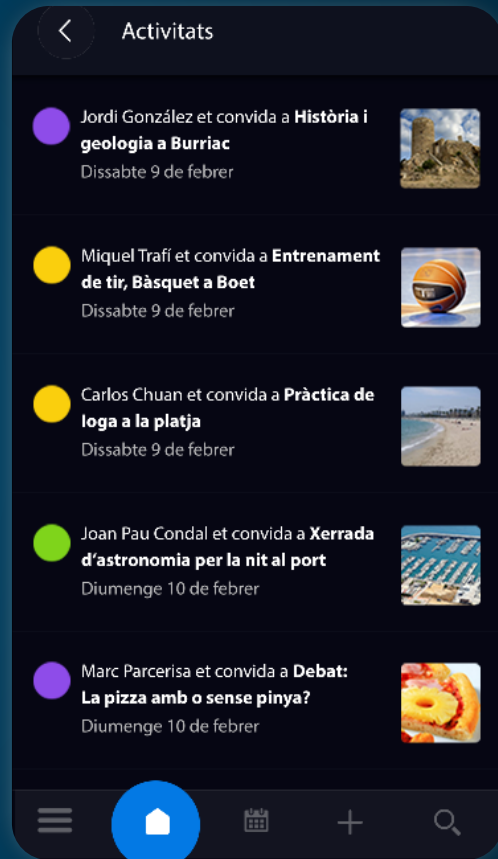 Activitats
Jordi González et convida a Història i
geologia a Burriac
Dissabte 9 de febrer
Miquel Trafí et convida a Entrenament
de tir, Bàsquet a Boet
Dissabte 9 de febrer
Carlos Chuan et convida a Pràctica de
Ioga a la platja
Dissabte 9 de febrer
Joan Pau Condal et convida a Xerrada
d’astronomia per la nit al port
Diumenge 10 de febrer
Marc Parcerisa et convida a Debat:
La pizza amb o sense pinya?
Diumenge 10 de febrer